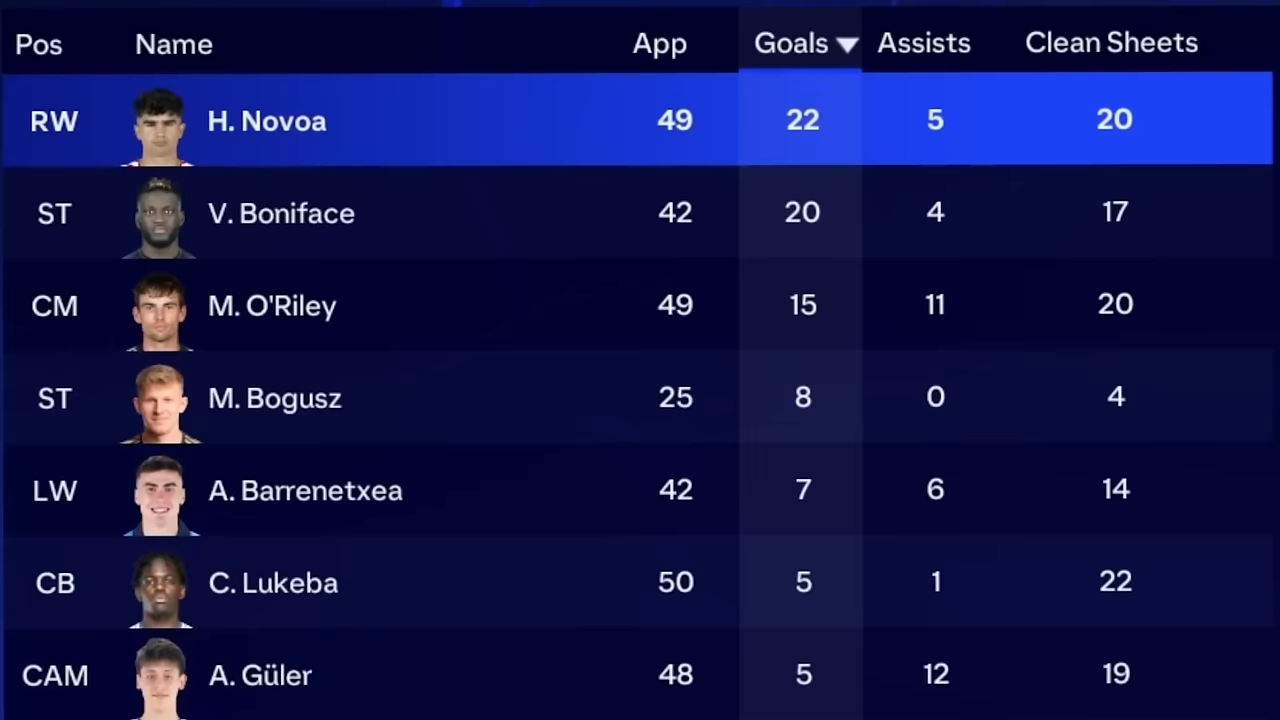 Pos Name App Goals Assists Clean Sheets
RW H. Novoa 49 22 5 20
ST V. Boniface 42 20 4 17
CM M. O'Riley 49 15 11 20
ST M. Bogusz 25 8 0 4
LW A. Barrenetxea 42 7 6 14
CB C. Lukeba 50 5 1 22
CAM A. Güler 48 5 12 19